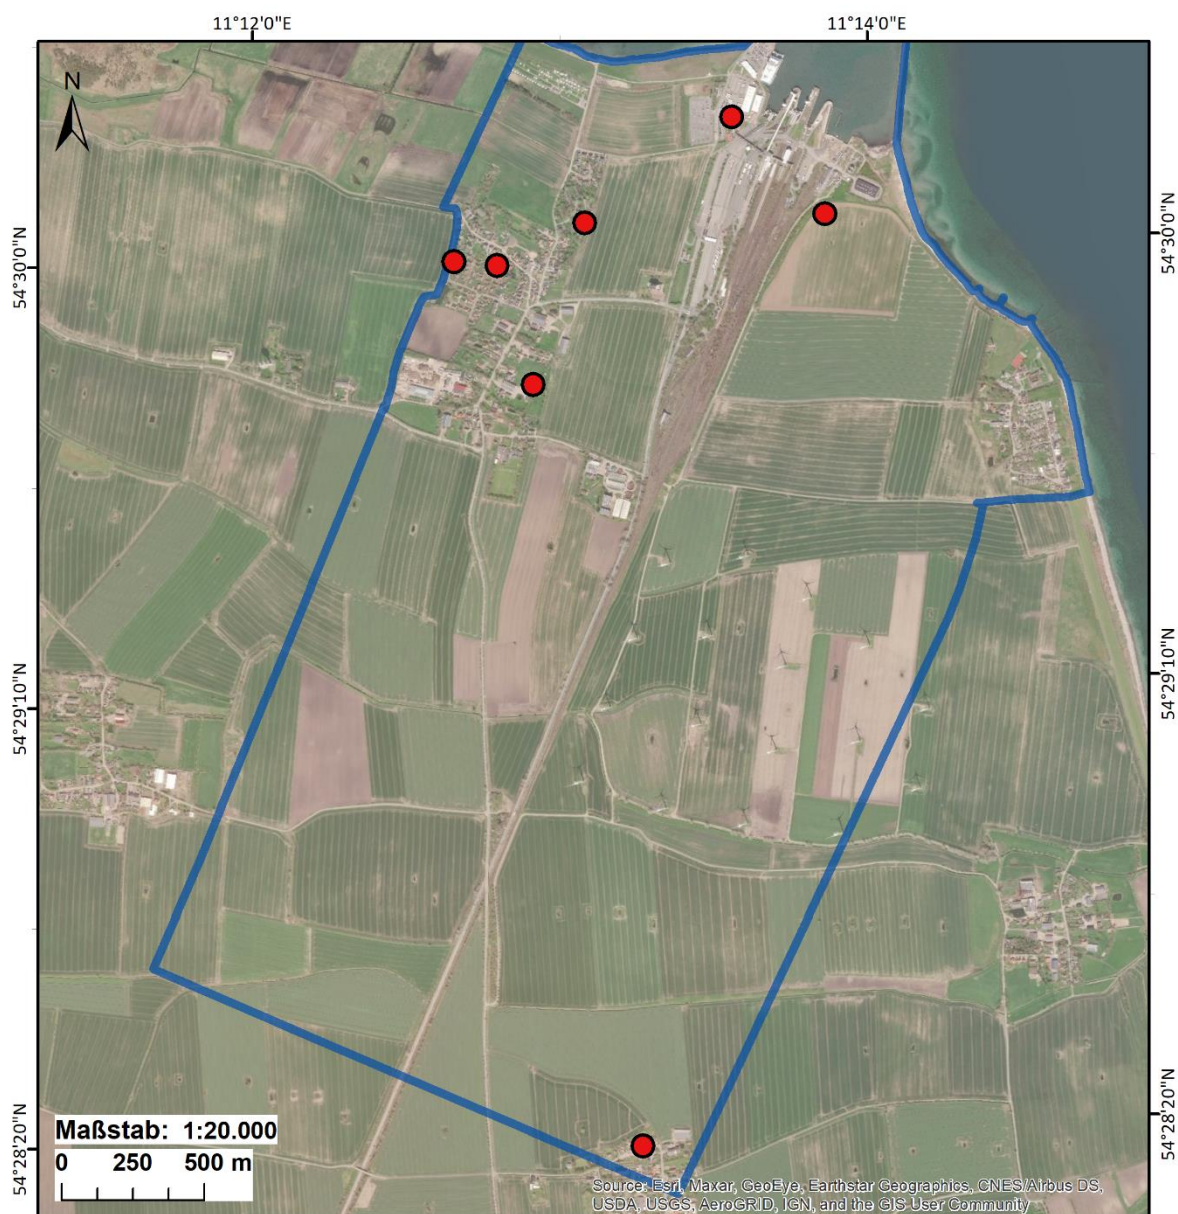 11°12'0"E
11°14'0"E
N
54°30'0"N
54°30'0"N
54°29'10"N
54°29'10"N
54°28'20"N
54°28'20"N
Maßstab: 1:20.000
0 250 500 m
Source: Esri, Maxar, GeoEye, Earthstar Geographics, CNES/Airbus DS,
USDA, USGS, AeroGRID, IGN, and the GIS User Community